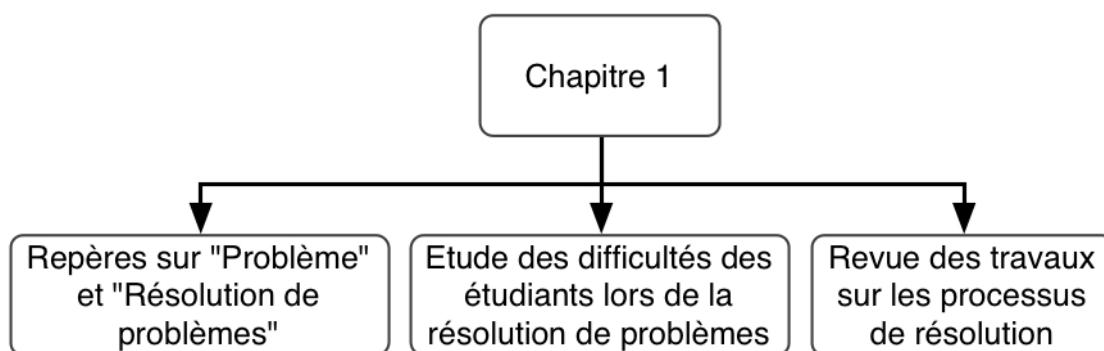 Chapitre 1
Repères sur "Problème"
et "Résolution de
problèmes"
Etude des difficultés des
étudiants lors de la
résolution de problèmes
Revue des travaux
sur les processus
de résolution